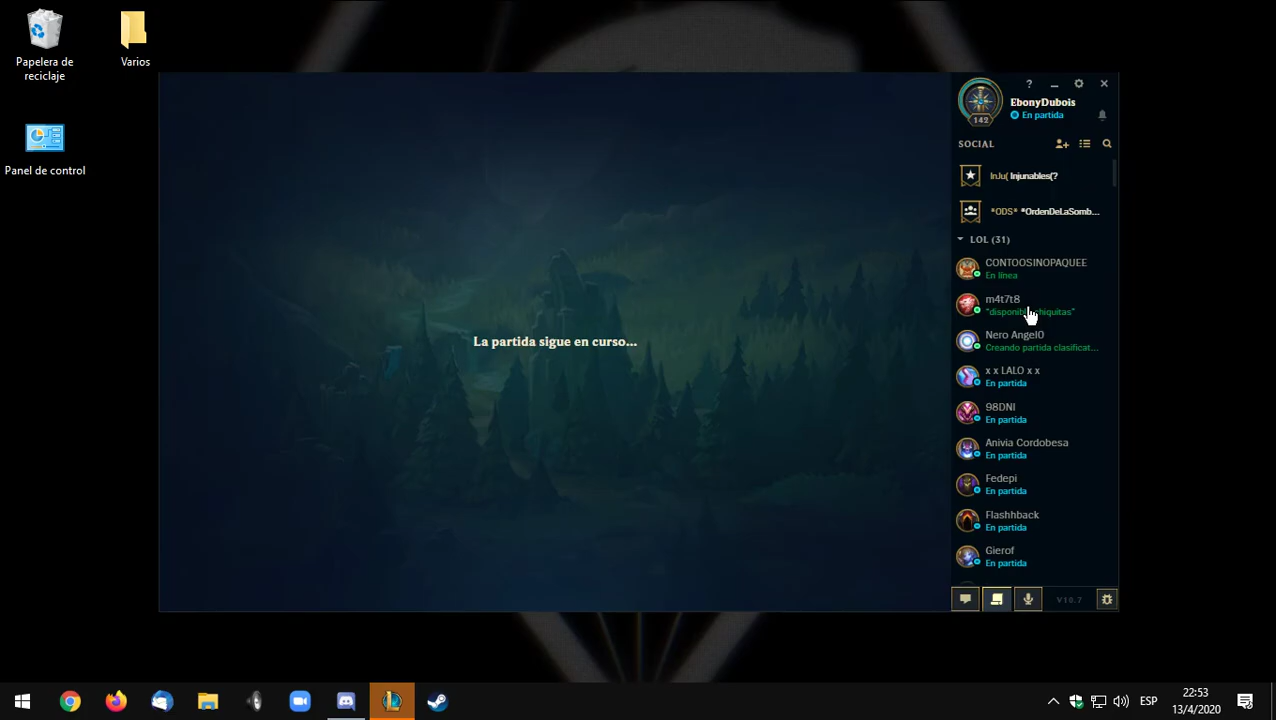 Papelera de
reciclaje
Varios
Panel de control
?
EbonyDubois
142
En partida
SOCIAL
InJu( Injunables(?
*ODS* *OrdenDeLaSomb...
LOL (31)
CONTOOSINOPAQUEE
En línea
m4t7t8
Nero Angel0
Creando partida clasificat...
x x LALO x x
En partida
98DNI
En partida
Anivia Cordobesa
En partida
Fedepi
En partida
Flashhback
En partida
Gierof
En partida
La partida sigue en curso...
V10.7
ESP
22:53
13/4/2020